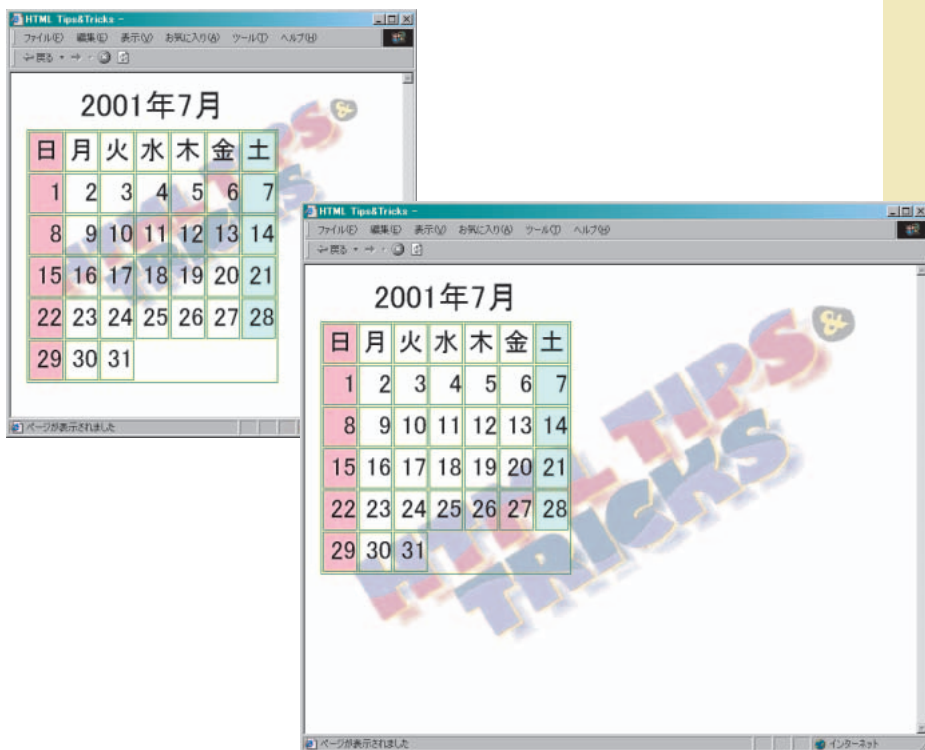 HTML Tips&Tricks -
ファイル(F) 編集(E) 表示(V) お気に入り(A) ツール(T) ヘルプ(H)
戻る
2001年7月
日 月 火 水 木 金 土
1 2 3 4 5 6 7
8 9 10 11 12 13 14
15 16 17 18 19 20 21
22 23 24 25 26 27 28
29 30 31
HTML TIPS &
TRICKS
ページが表示されました
HTML Tips&Tricks -
ファイル(F) 編集(E) 表示(V) お気に入り(A) ツール(T) ヘルプ(H)
戻る
2001年7月
日 月 火 水 木 金 土
1 2 3 4 5 6 7
8 9 10 11 12 13 14
15 16 17 18 19 20 21
22 23 24 25 26 27 28
29 30 31
HTML TIPS &
TRICKS
ページが表示されました インターネット